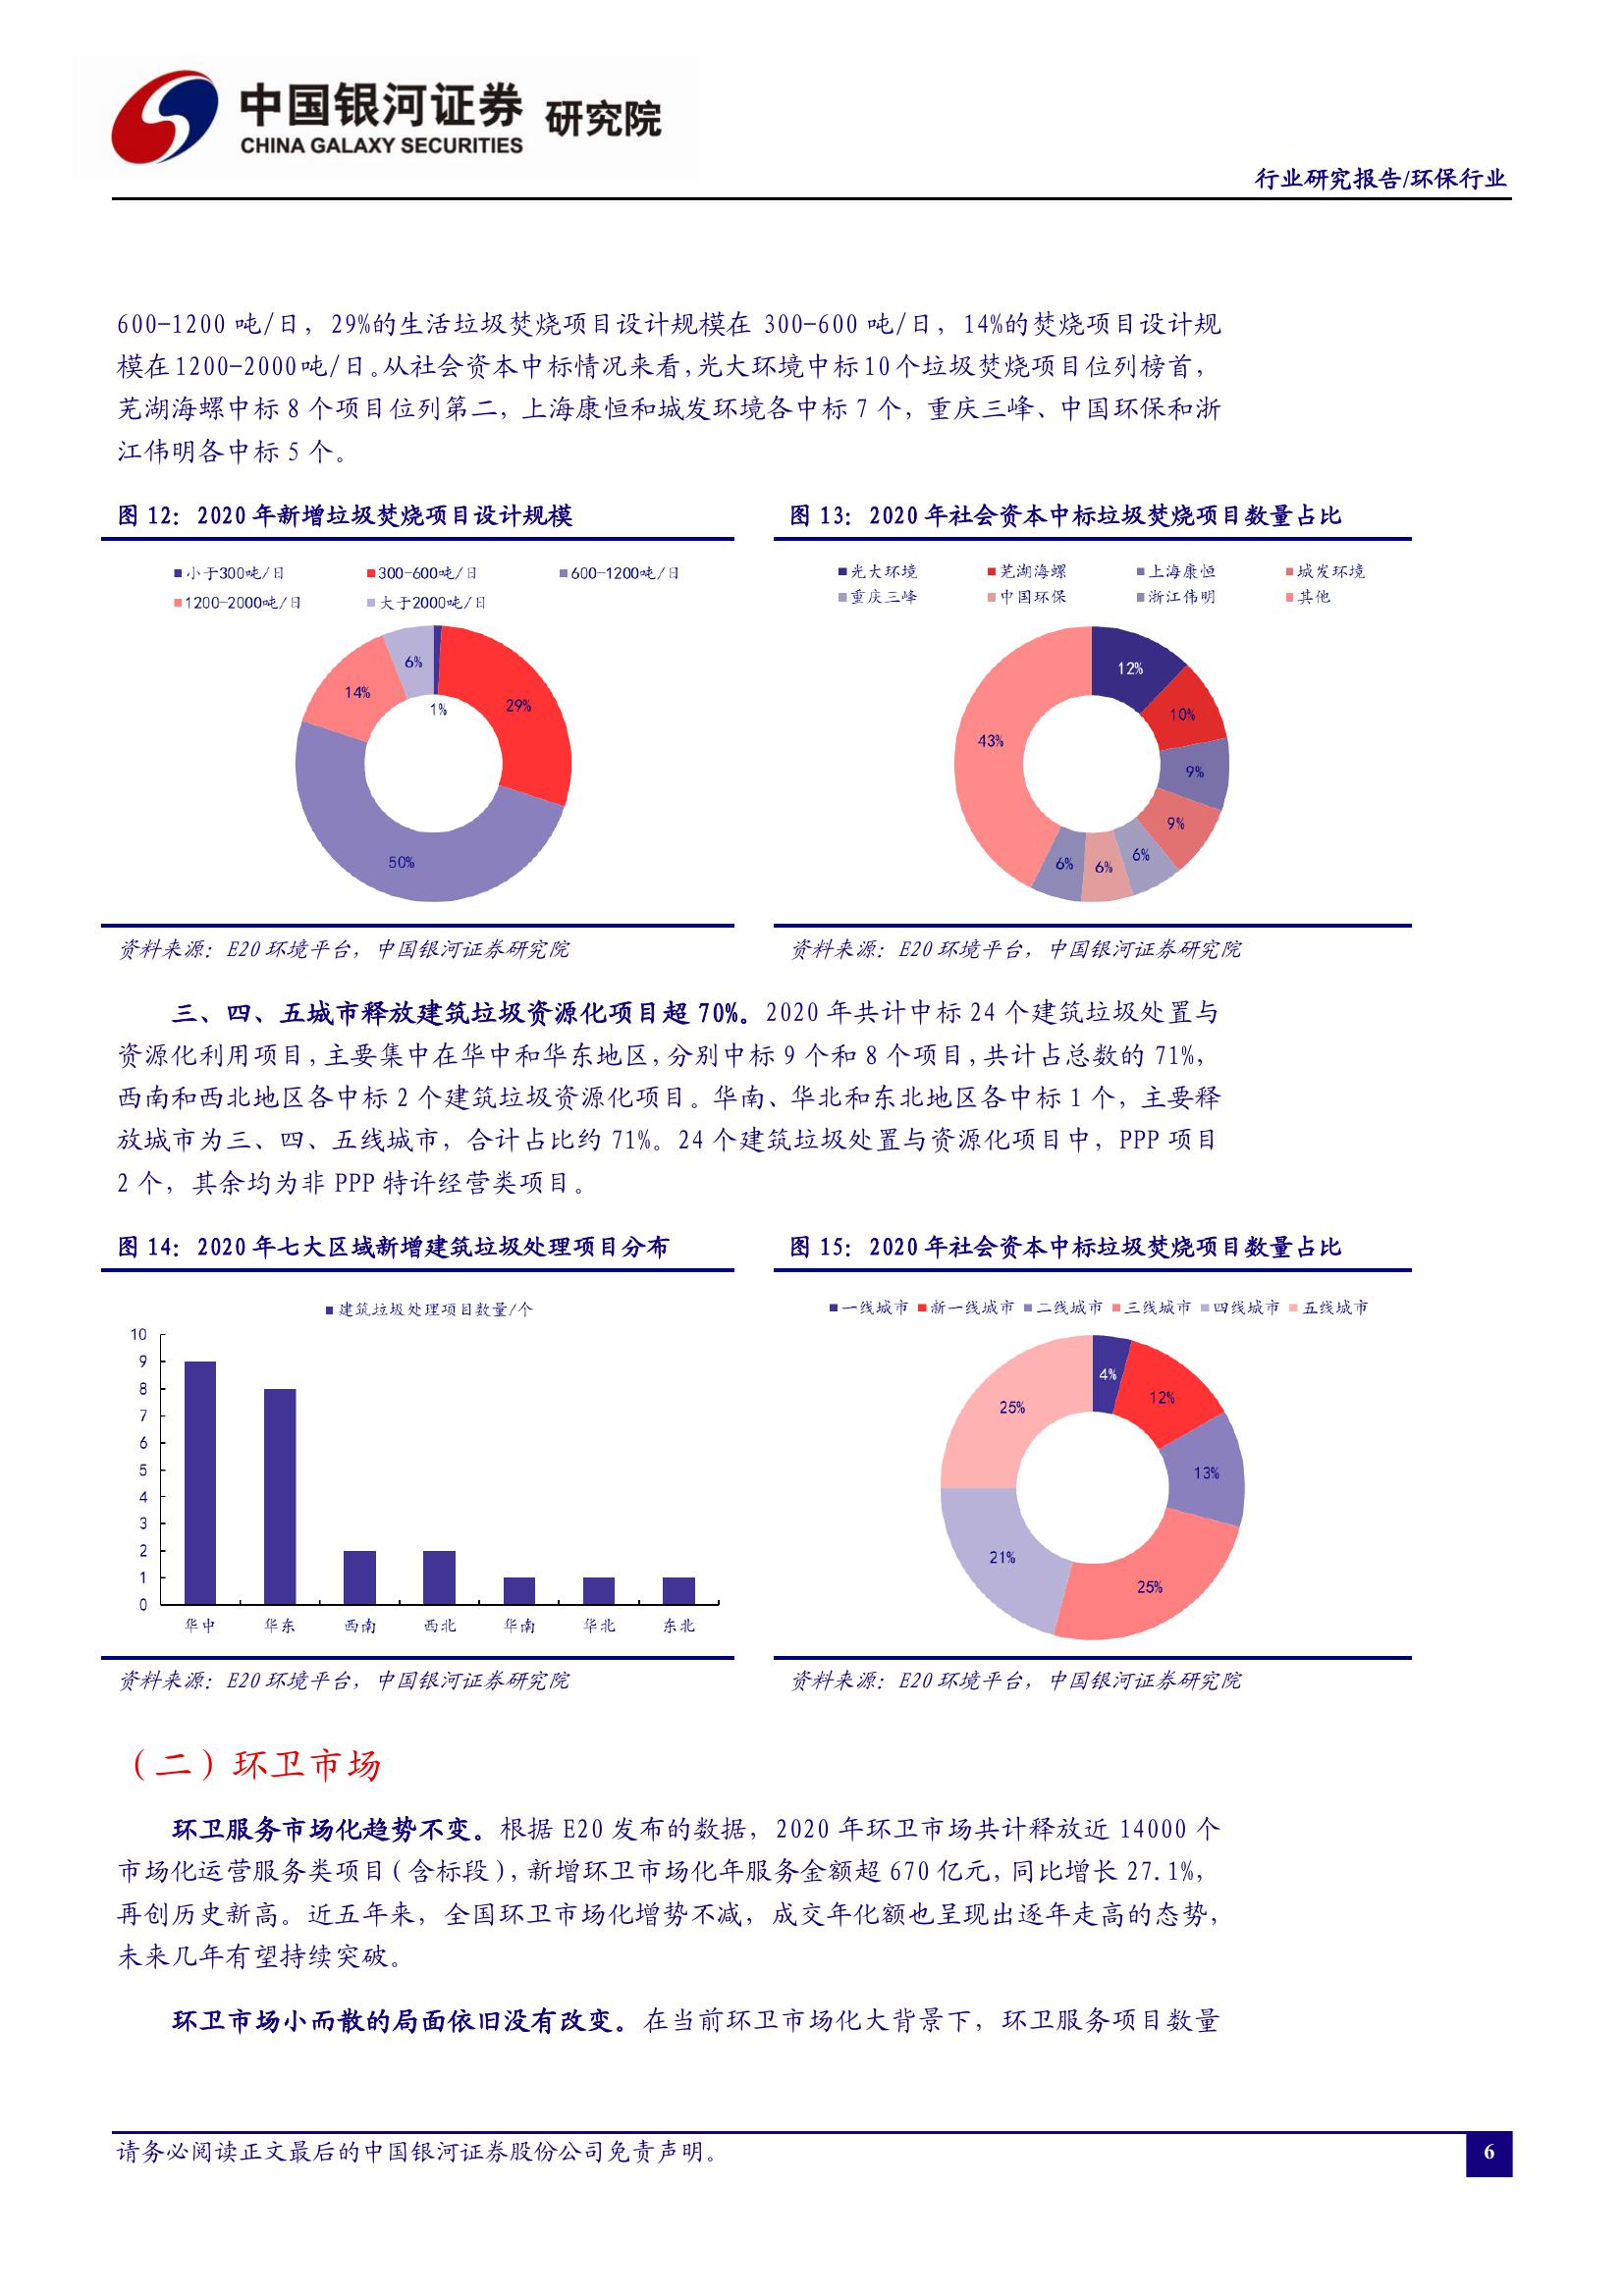 中国银河证券 研究院
CHINA GALAXY SECURITIES
行业研究报告/环保行业
600-1200 吨/日，29%的生活垃圾焚烧项目设计规模在 300-600 吨/日，14%的焚烧项目设计规
模在1200-2000吨/日。从社会资本中标情况来看，光大环境中标10个垃圾焚烧项目位列榜首，
芜湖海螺中标 8 个项目位列第二，上海康恒和城发环境各中标 7 个，重庆三峰、中国环保和浙
江伟明各中标 5 个。
图 12：2020 年新增垃圾焚烧项目设计规模
小于300吨/日 300-600吨/日 600-1200吨/日
1200-2000吨/日 大于2000吨/日
6%
14%
1%
29%
50%
资料来源：E20 环境平台，中国银河证券研究院
图 13：2020 年社会资本中标垃圾焚烧项目数量占比
光大环境 芜湖海螺 上海康恒 城发环境
重庆三峰 中国环保 浙江伟明 其他
12%
10%
43%
9%
9%
6%
6%
6%
资料来源：E20 环境平台，中国银河证券研究院
三、四、五城市释放建筑垃圾资源化项目超 70%。2020 年共计中标 24 个建筑垃圾处置与
资源化利用项目，主要集中在华中和华东地区，分别中标 9 个和 8 个项目，共计占总数的 71%，
西南和西北地区各中标 2 个建筑垃圾资源化项目。华南、华北和东北地区各中标 1 个，主要释
放城市为三、四、五线城市，合计占比约 71%。24 个建筑垃圾处置与资源化项目中，PPP 项目
2 个，其余均为非 PPP 特许经营类项目。
图 14：2020 年七大区域新增建筑垃圾处理项目分布
建筑垃圾处理项目数量/个
10
9
8
7
6
5
4
3
2
1
0
华中 华东 西南 西北 华南 华北 东北
资料来源：E20 环境平台，中国银河证券研究院
图 15：2020 年社会资本中标垃圾焚烧项目数量占比
一线城市 新一线城市 二线城市 三线城市 四线城市 五线城市
4%
12%
25%
13%
21%
25%
资料来源：E20 环境平台，中国银河证券研究院
（二）环卫市场
环卫服务市场化趋势不变。根据 E20 发布的数据，2020 年环卫市场共计释放近 14000 个
市场化运营服务类项目（含标段），新增环卫市场化年服务金额超 670 亿元，同比增长 27.1%，
再创历史新高。近五年来，全国环卫市场化增势不减，成交年化额也呈现出逐年走高的态势，
未来几年有望持续突破。
环卫市场小而散的局面依旧没有改变。在当前环卫市场化大背景下，环卫服务项目数量
请务必阅读正文最后的中国银河证券股份公司免责声明。
6